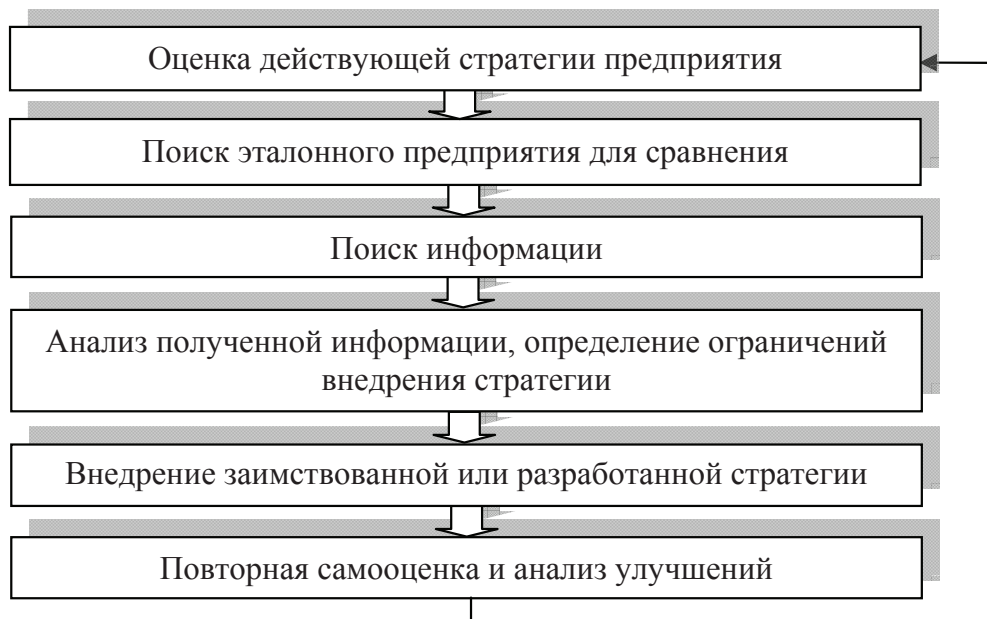 Оценка действующей стратегии предприятия
Поиск эталонного предприятия для сравнения
Поиск информации
Анализ полученной информации, определение ограничений
внедрения стратегии
Внедрение заимствованной или разработанной стратегии
Повторная самооценка и анализ улучшений